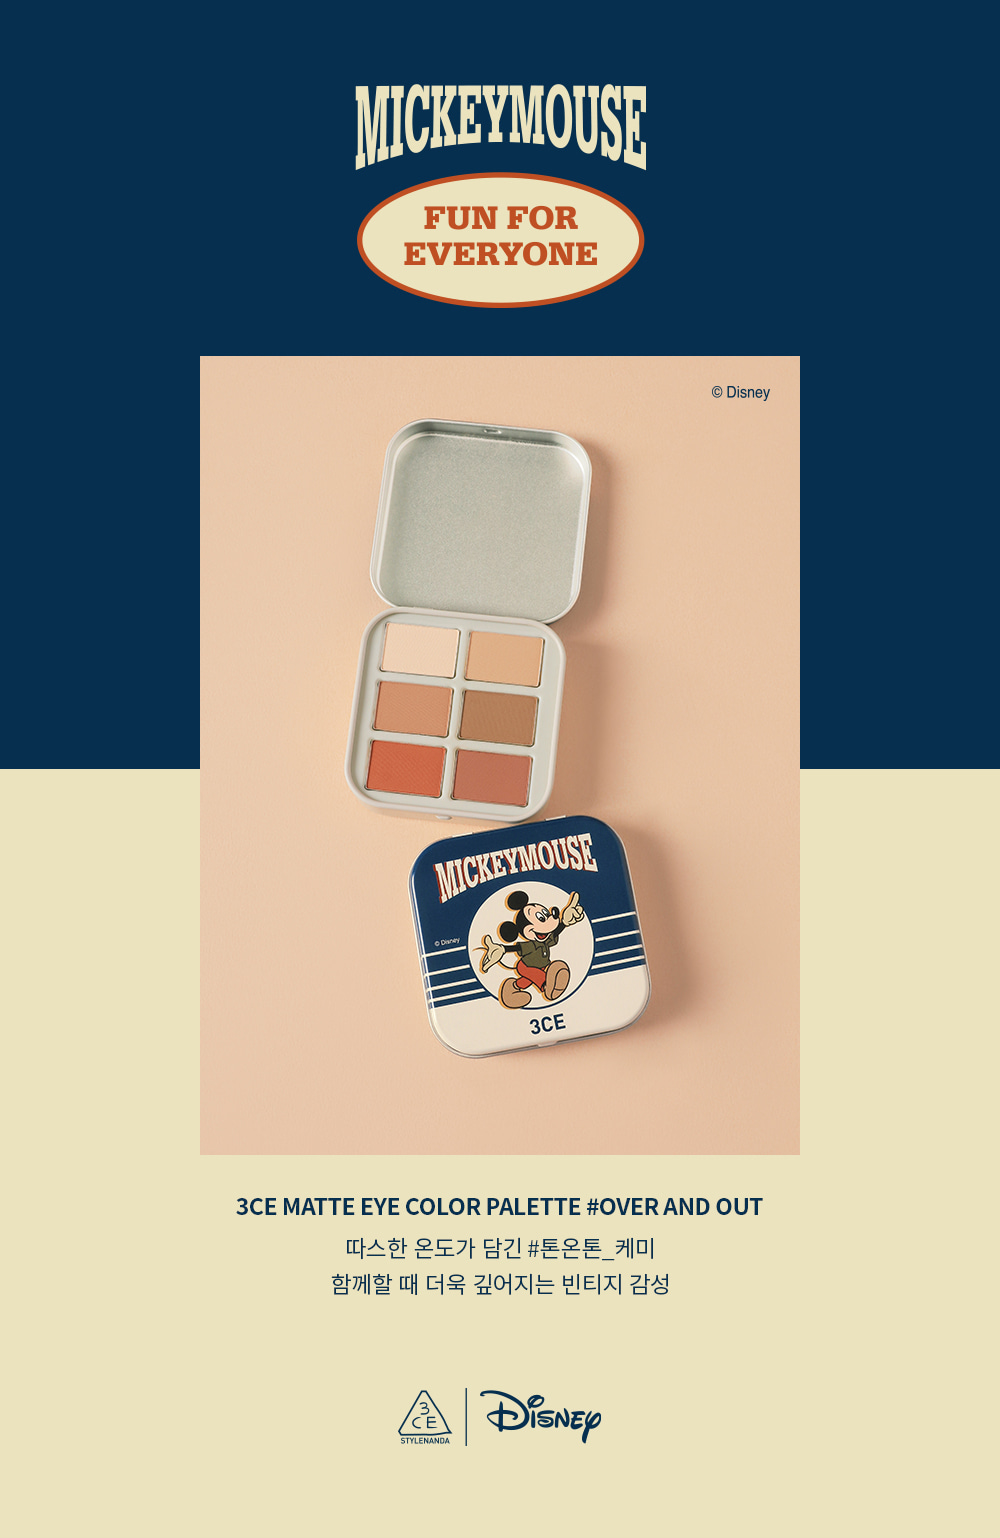 MICKEYMOUSE
FUN FOR
EVERYONE
© Disney
MICKEYMOUSE
© Disney
3CE
3CE MATTE EYE COLOR PALETTE #OVER AND OUT
따스한 온도가 담긴 #톤온톤_케미
함께할 때 더욱 깊어지는 빈티지 감성
3
CE
STYLENANDA
Disney